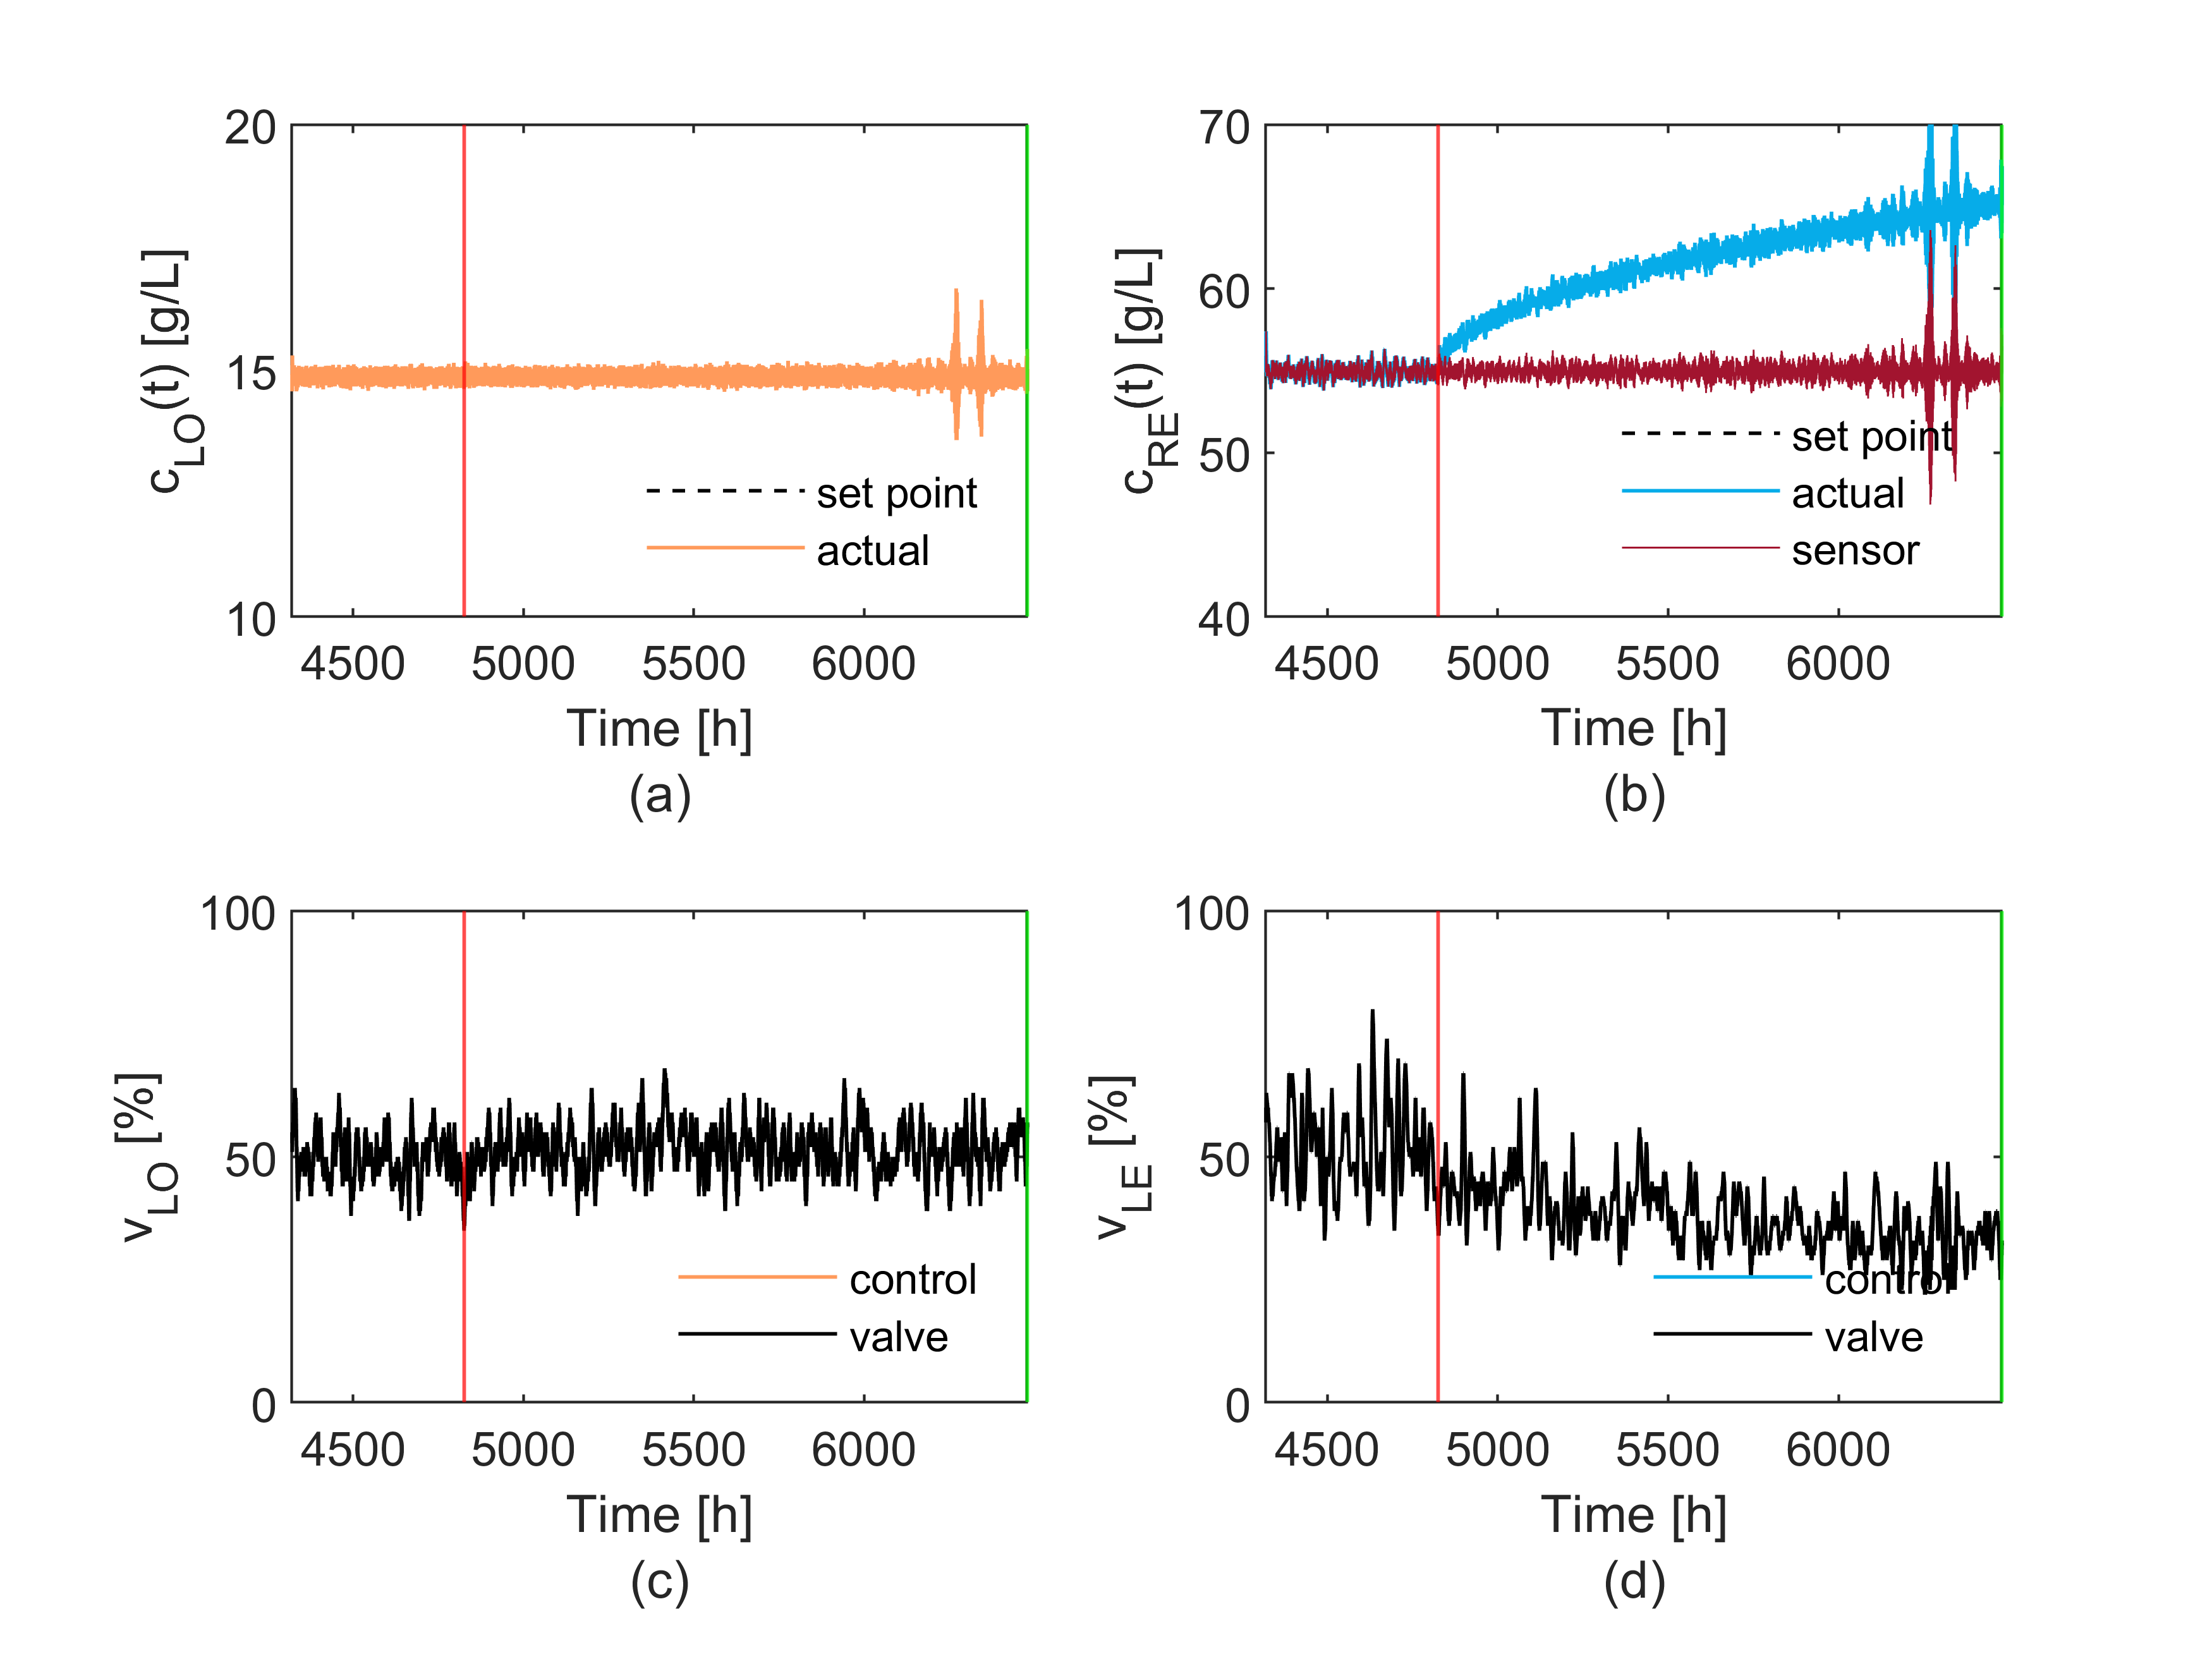 20
15
10
c_LO(t) [g/L]
set point
actual
4500 5000 5500 6000
Time [h]
(a)
70
60
50
40
c_RE(t) [g/L]
set point
actual
sensor
4500 5000 5500 6000
Time [h]
(b)
100
50
0
v_LO [%]
control
valve
4500 5000 5500 6000
Time [h]
(c)
100
50
0
v_LE [%]
control
valve
4500 5000 5500 6000
Time [h]
(d)